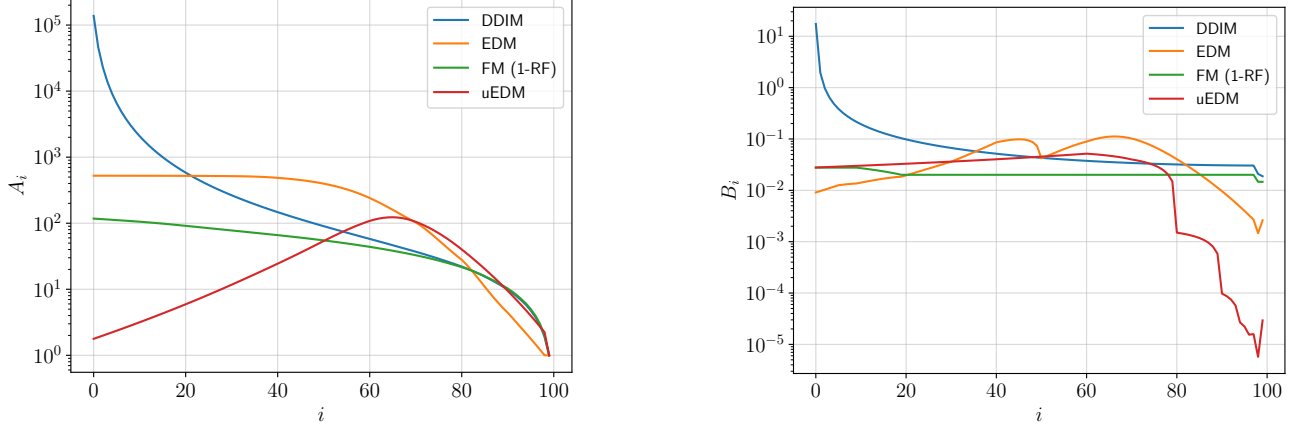 10^5
10^4
10^3
10^2
10^1
10^0
A_i
0
20
40
60
80
100
i
DDIM
EDM
FM (1-RF)
uEDM
10^1
10^0
10^{-1}
10^{-2}
10^{-3}
10^{-4}
10^{-5}
B_i
0
20
40
60
80
100
i
DDIM
EDM
FM (1-RF)
uEDM